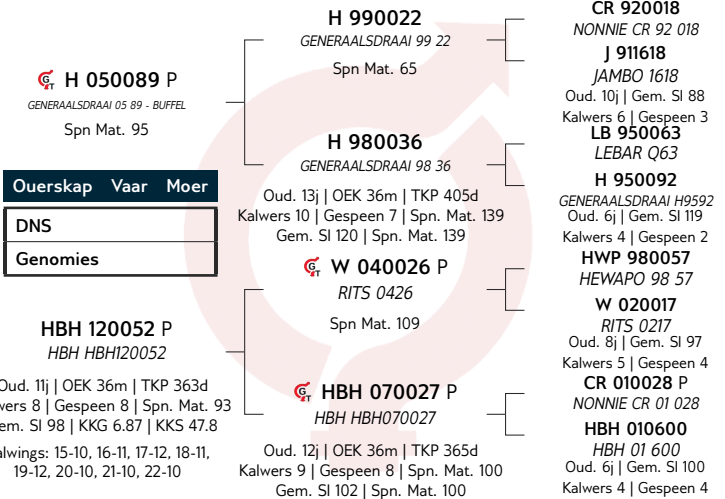 H 050089 P
GENERAALSDRAAI 05 89 - BUFFEL
Spn Mat. 95
Ouerskap Vaar Moer
DNS
Genomies
HBH 120052 P
HBH HBH120052
Oud. 11j | OEK 36m | TKP 363d
wers 8 | Gespeen 8 | Spn. Mat. 93
em. SI 98 | KKG 6.87 | KKS 47.8
alwings: 15-10, 16-11, 17-12, 18-11,
19-12, 20-10, 21-10, 22-10
H 990022
GENERAALSDRAAI 99 22
Spn Mat. 65
H 980036
GENERAALSDRAAI 98 36
Oud. 13j | OEK 36m | TKP 405d
Kalwers 10 | Gespeen 7 | Spn. Mat. 139
Gem. SI 120 | Spn. Mat. 139
W 040026 P
RITS 0426
Spn Mat. 109
HBH 070027 P
HBH HBH070027
Oud. 12j | OEK 36m | TKP 365d
Kalwers 9 | Gespeen 8 | Spn. Mat. 100
Gem. SI 102 | Spn. Mat. 100
CR 920018
NONNIE CR 92 018
J 911618
JAMBO 1618
Oud. 10j | Gem. SI 88
Kalwers 6 | Gespeen 3
LB 950063
LEBAR Q63
H 950092
GENERAALSDRAAI H9592
Oud. 6j | Gem. SI 119
Kalwers 4 | Gespeen 2
HWP 980057
HEWAPO 98 57
W 020017
RITS 0217
Oud. 8j | Gem. SI 97
Kalwers 5 | Gespeen 4
CR 010028 P
NONNIE CR 01 028
HBH 010600
HBH 01 600
Oud. 6j | Gem. SI 100
Kalwers 4 | Gespeen 4